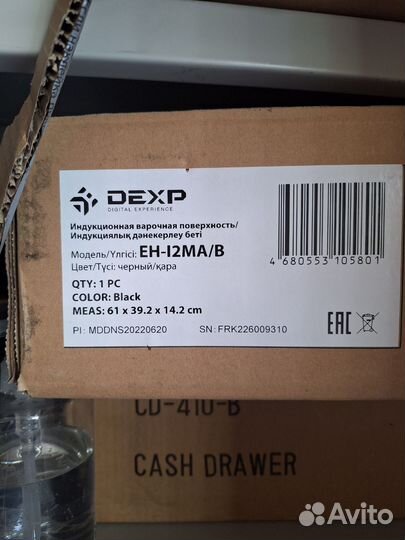 DEXP
DIGITAL EXPERIENCE
Индукционная варочная поверхность/
Индукциялық дәнекерлеу беті
Модель/Үлгісі: EH-I2MA/B
Цвет/Түсі: черный/қара
QTY: 1 PC
COLOR: Black
MEAS: 61 x 39.2 x 14.2 cm
PI: MDDNS20220620 SN: FRK226009310
4 680553 105801
EAC
CD-410-B
CASH DRAWER
Avito